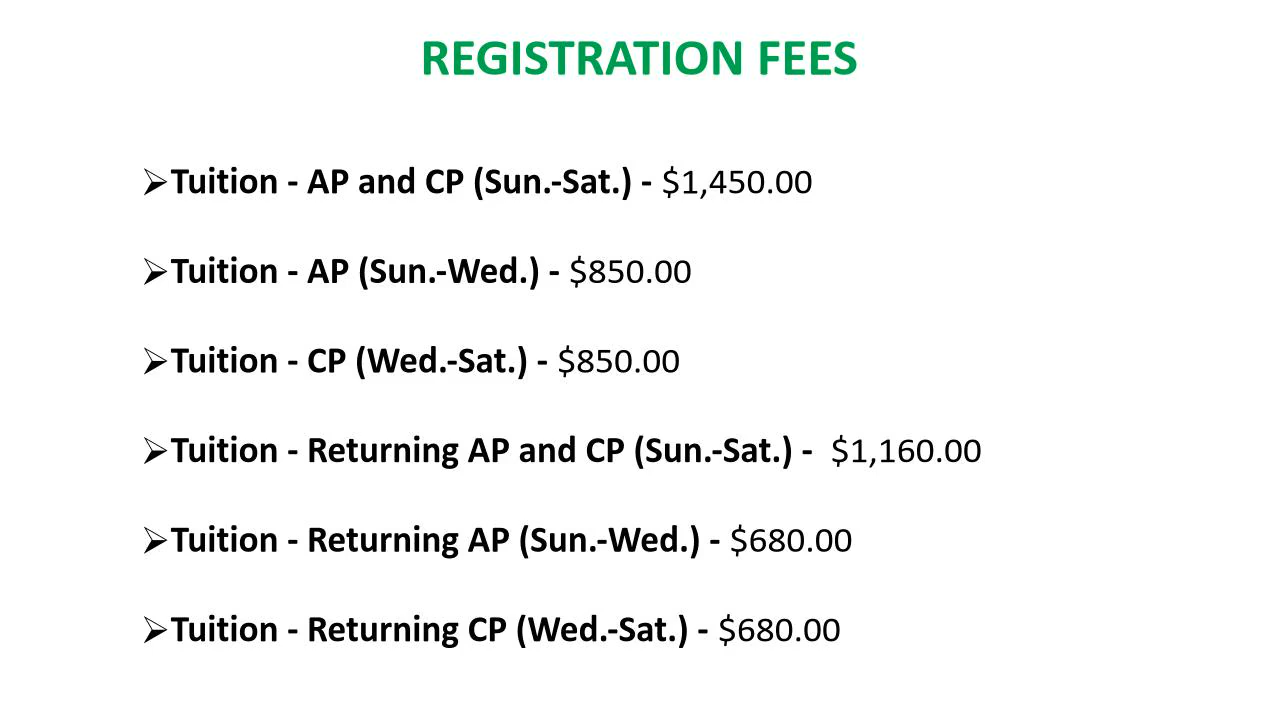 REGISTRATION FEES
➢Tuition - AP and CP (Sun.-Sat.) - $1,450.00
➢Tuition - AP (Sun.-Wed.) - $850.00
➢Tuition - CP (Wed.-Sat.) - $850.00
➢Tuition - Returning AP and CP (Sun.-Sat.) -  $1,160.00
➢Tuition - Returning AP (Sun.-Wed.) - $680.00
➢Tuition - Returning CP (Wed.-Sat.) - $680.00